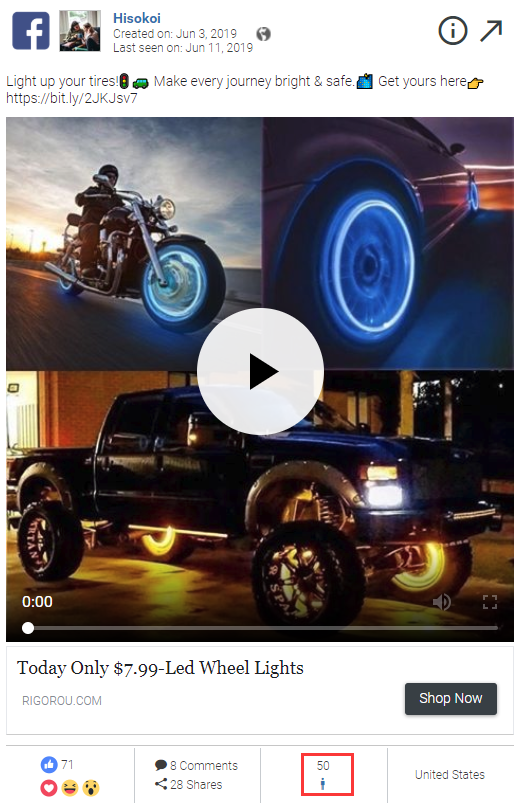 Hisokoi
Created on: Jun 3, 2019
Last seen on: Jun 11, 2019
Light up your tires!🚦🚙 Make every journey bright & safe.🏙️ Get yours here👉
https://bit.ly/2JKJsv7
0:00
Today Only $7.99-Led Wheel Lights
RIGOROU.COM
Shop Now
71
8 Comments
28 Shares
50
United States